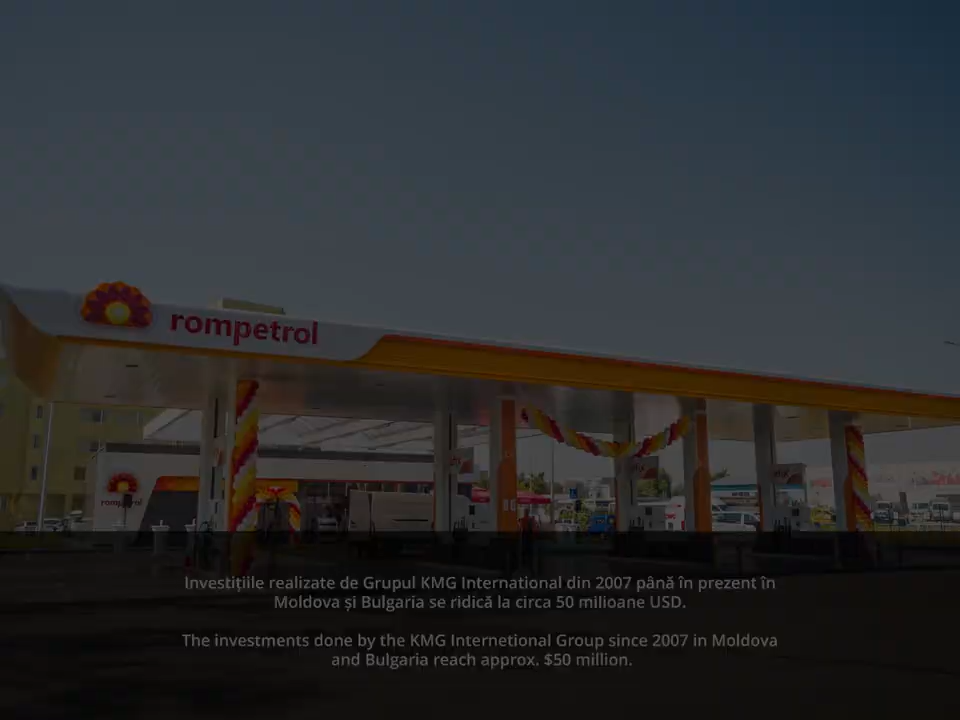 rompetrol
rompetrol
Investițiile realizate de Grupul KMG International din 2007 până în prezent în
Moldova și Bulgaria se ridică la circa 50 milioane USD.
The investments done by the KMG Internetional Group since 2007 in Moldova
and Bulgaria reach approx. $50 million.